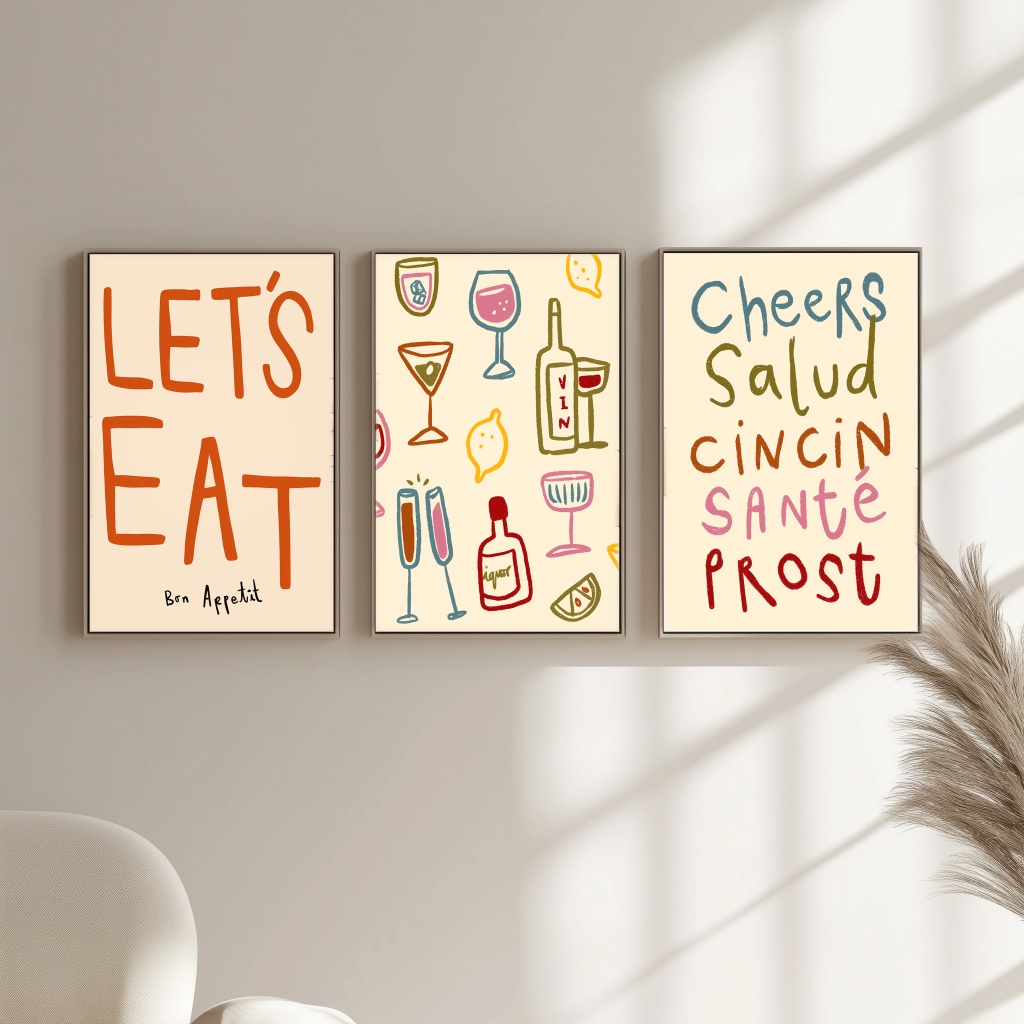 LET'S
EAT
Bon Appetit
VIN
iquor
Cheers
Salud
CINCIN
SANTÉ
PROST